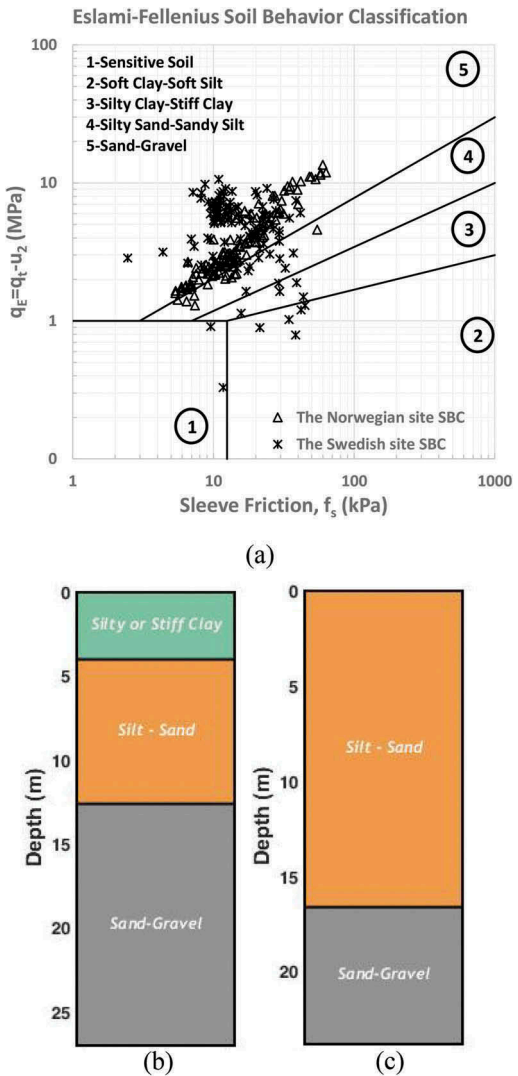 Eslami-Fellenius Soil Behavior Classification
100
10
1
0
qE=qt-u2 (MPa)
1-Sensitive Soil
2-Soft Clay-Soft Silt
3-Silty Clay-Stiff Clay
4-Silty Sand-Sandy Silt
5-Sand-Gravel
5
4
3
2
1
The Norwegian site SBC
The Swedish site SBC
1
10
100
1000
Sleeve Friction, fs (kPa)
(a)
0
5
10
15
20
25
Depth (m)
Silty or Stiff Clay
Silt - Sand
Sand-Gravel
(b)
0
5
10
15
20
Depth (m)
Silt - Sand
Sand-Gravel
(c)